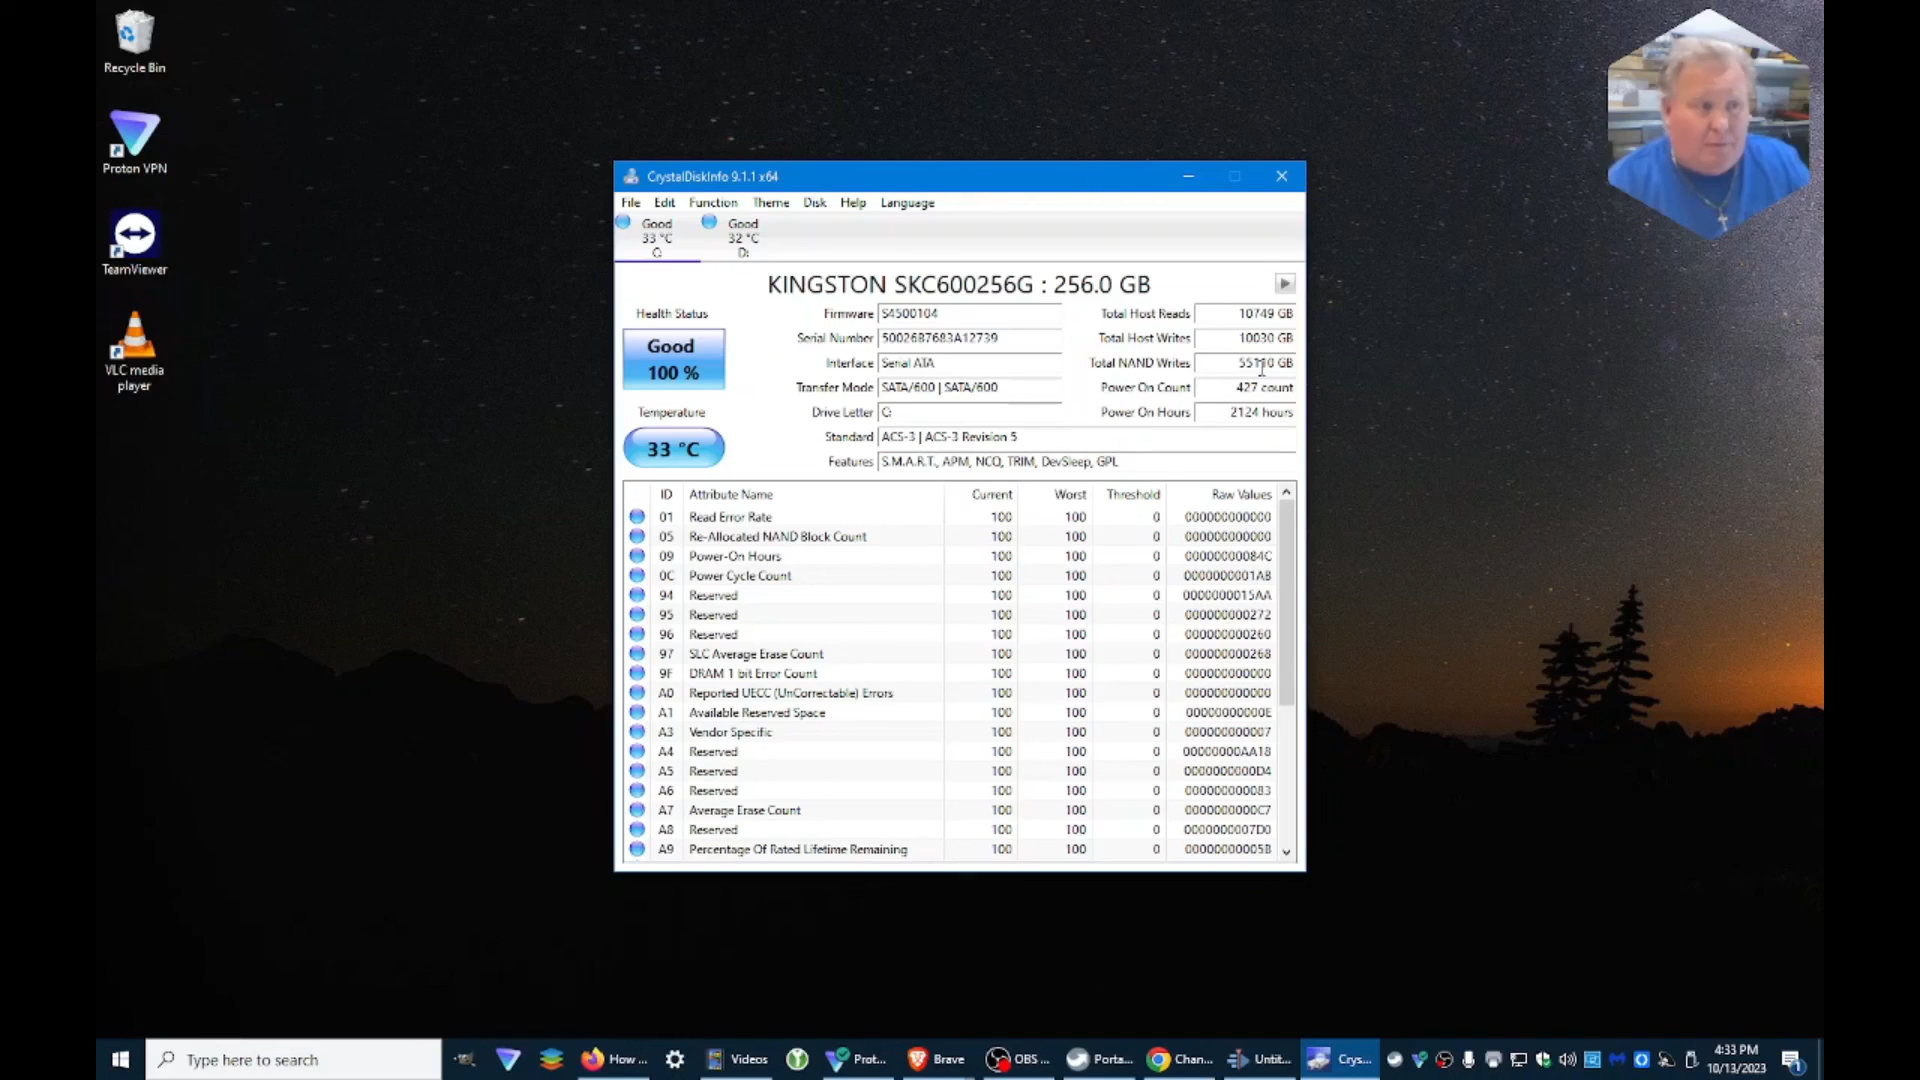 Recycle Bin
Proton VPN
TeamViewer
VLC media
player
CrystalDiskInfo 9.1.1 x64
File Edit Function Theme Disk Help Language
Good Good
33 °C 32 °C
C: D:
KINGSTON SKC600256G : 256.0 GB
Health Status Firmware S4500104 Total Host Reads 10749 GB
Good Serial Number 50026B7683A12739 Total Host Writes 10030 GB
100 % Interface Serial ATA Total NAND Writes GB
Transfer Mode SATA/600 | SATA/600 Power On Count 427 count
Temperature Drive Letter C: Power On Hours 2124 hours
33 °C Standard ACS-3 | ACS-3 Revision 5
Features S.M.A.R.T., APM, NCQ, TRIM, DevSleep, GPL
ID Attribute Name Current Worst Threshold Raw Values
01 Read Error Rate 100 100 0 000000000000
05 Re-Allocated NAND Block Count 100 100 0 000000000000
09 Power-On Hours 100 100 0 00000000084C
0C Power Cycle Count 100 100 0 0000000001AB
94 Reserved 100 100 0 0000000015AA
95 Reserved 100 100 0 000000000272
96 Reserved 100 100 0 000000000260
97 SLC Average Erase Count 100 100 0 000000000268
9F DRAM 1 bit Error Count 100 100 0 000000000000
A0 Reported UECC (UnCorrectable) Errors 100 100 0 000000000000
A1 Available Reserved Space 100 100 0 00000000000E
A3 Vendor Specific 100 100 0 000000000007
A4 Reserved 100 100 0 00000000AA18
A5 Reserved 100 100 0 0000000000D4
A6 Reserved 100 100 0 000000000083
A7 Average Erase Count 100 100 0 0000000000C7
A8 Reserved 100 100 0 0000000007D0
A9 Percentage Of Rated Lifetime Remaining 100 100 0 00000000005B
Type here to search How ... Videos Prot... Brave OBS ... Porta... Chan... Untit... Crys... 4:33 PM
10/13/2023